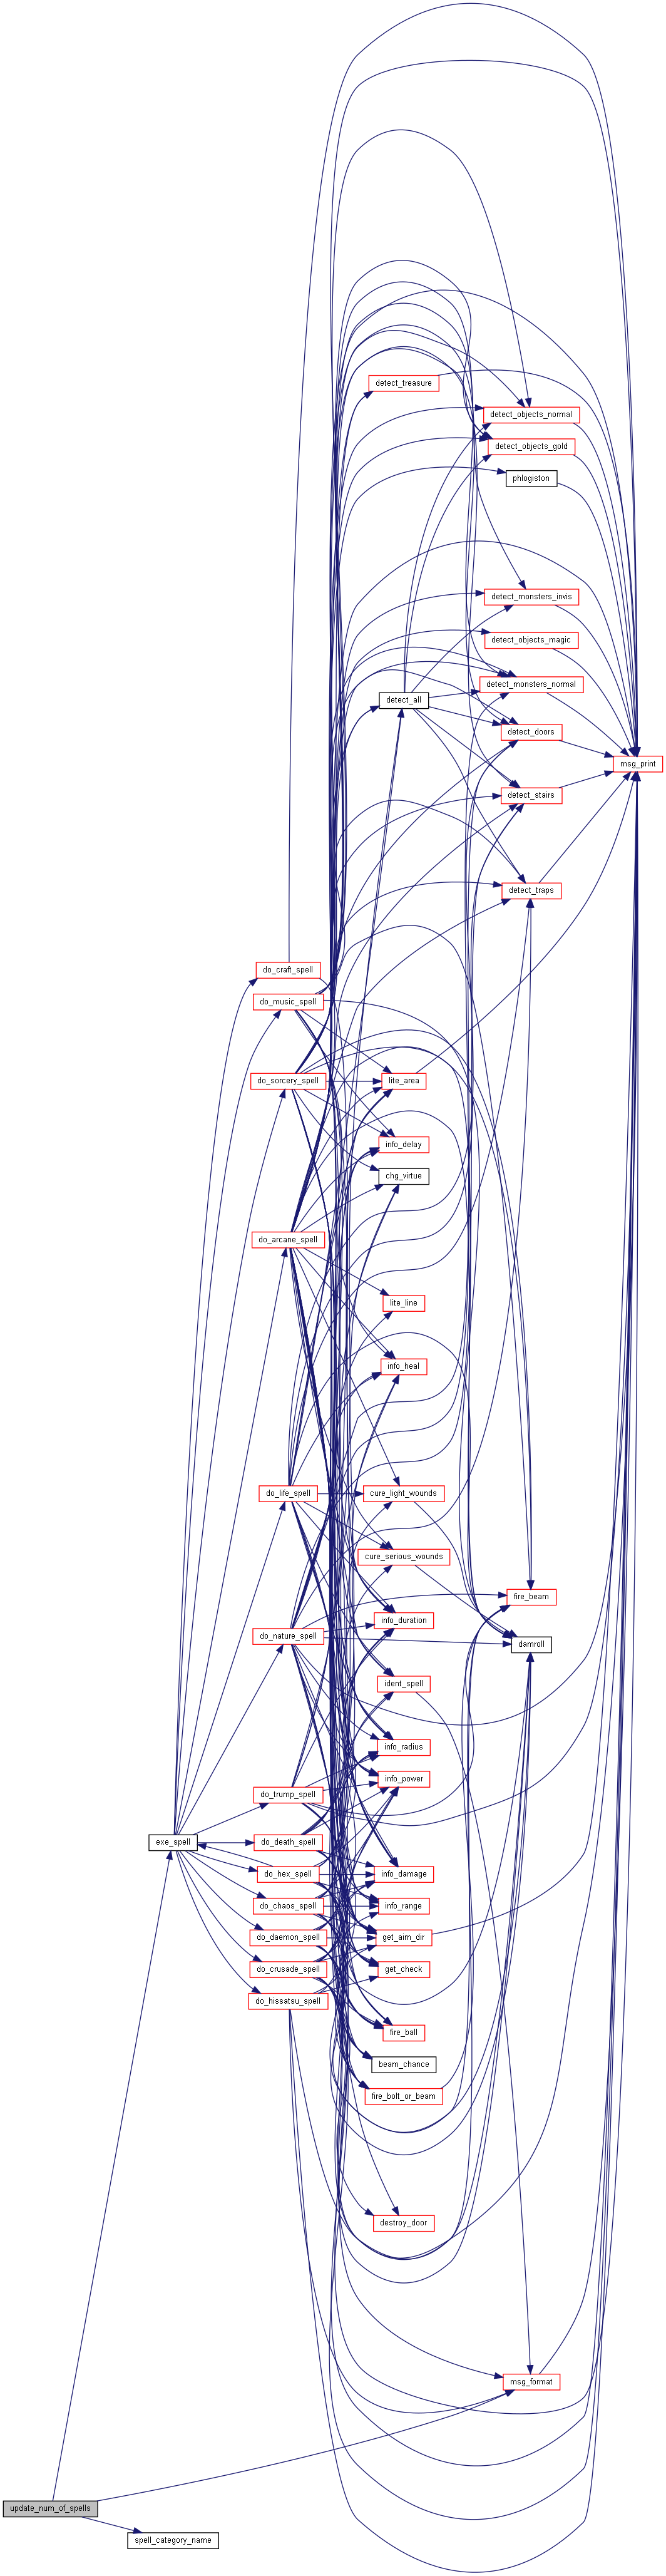 detect_treasure
detect_objects_normal
detect_objects_gold
phlogiston
detect_monsters_invis
detect_objects_magic
detect_monsters_normal
detect_all
detect_doors
msg_print
detect_stairs
detect_traps
do_craft_spell
do_music_spell
do_sorcery_spell
lite_area
info_delay
chg_virtue
do_arcane_spell
lite_line
info_heal
do_life_spell
cure_light_wounds
cure_serious_wounds
fire_beam
info_duration
do_nature_spell
damroll
ident_spell
info_radius
info_power
do_trump_spell
exe_spell
do_death_spell
do_hex_spell
info_damage
do_chaos_spell
info_range
do_daemon_spell
get_aim_dir
do_crusade_spell
get_check
do_hissatsu_spell
fire_ball
beam_chance
fire_bolt_or_beam
destroy_door
msg_format
update_num_of_spells
spell_category_name